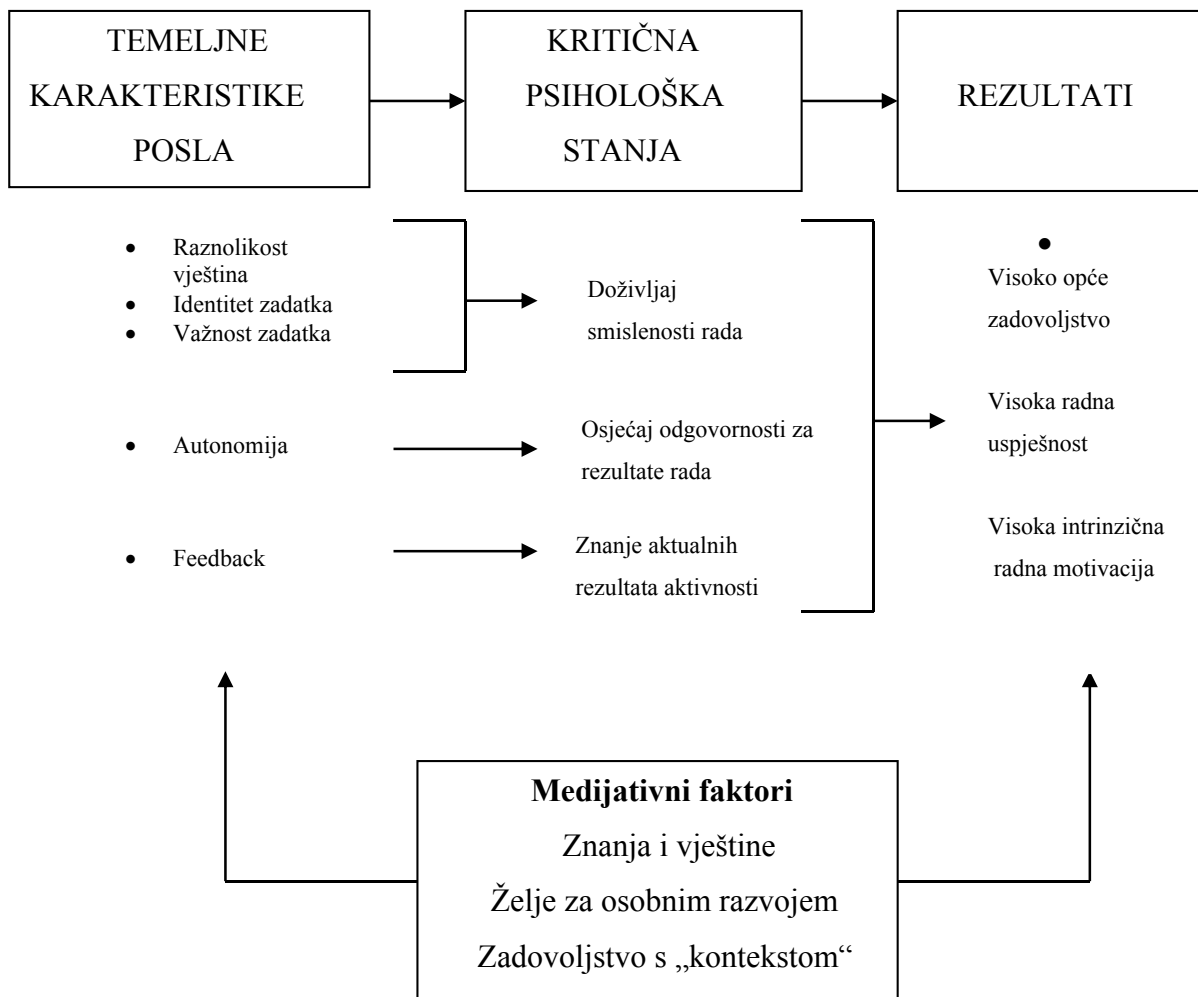 TEMELJNE
KARAKTERISTIKE
POSLA
KRITIČNA
PSIHOLOŠKA
STANJA
REZULTATI
• Raznolikost
vještina
• Identitet zadatka
• Važnost zadatka
• Autonomija
• Feedback
Doživljaj
smislenosti rada
Osjećaj odgovornosti za
rezultate rada
Znanje aktualnih
rezultata aktivnosti
•
Visoko opće
zadovoljstvo
Visoka radna
uspješnost
Visoka intrinzična
radna motivacija
Medijativni faktori
Znanja i vještine
Želje za osobnim razvojem
Zadovoljstvo s „kontekstom“